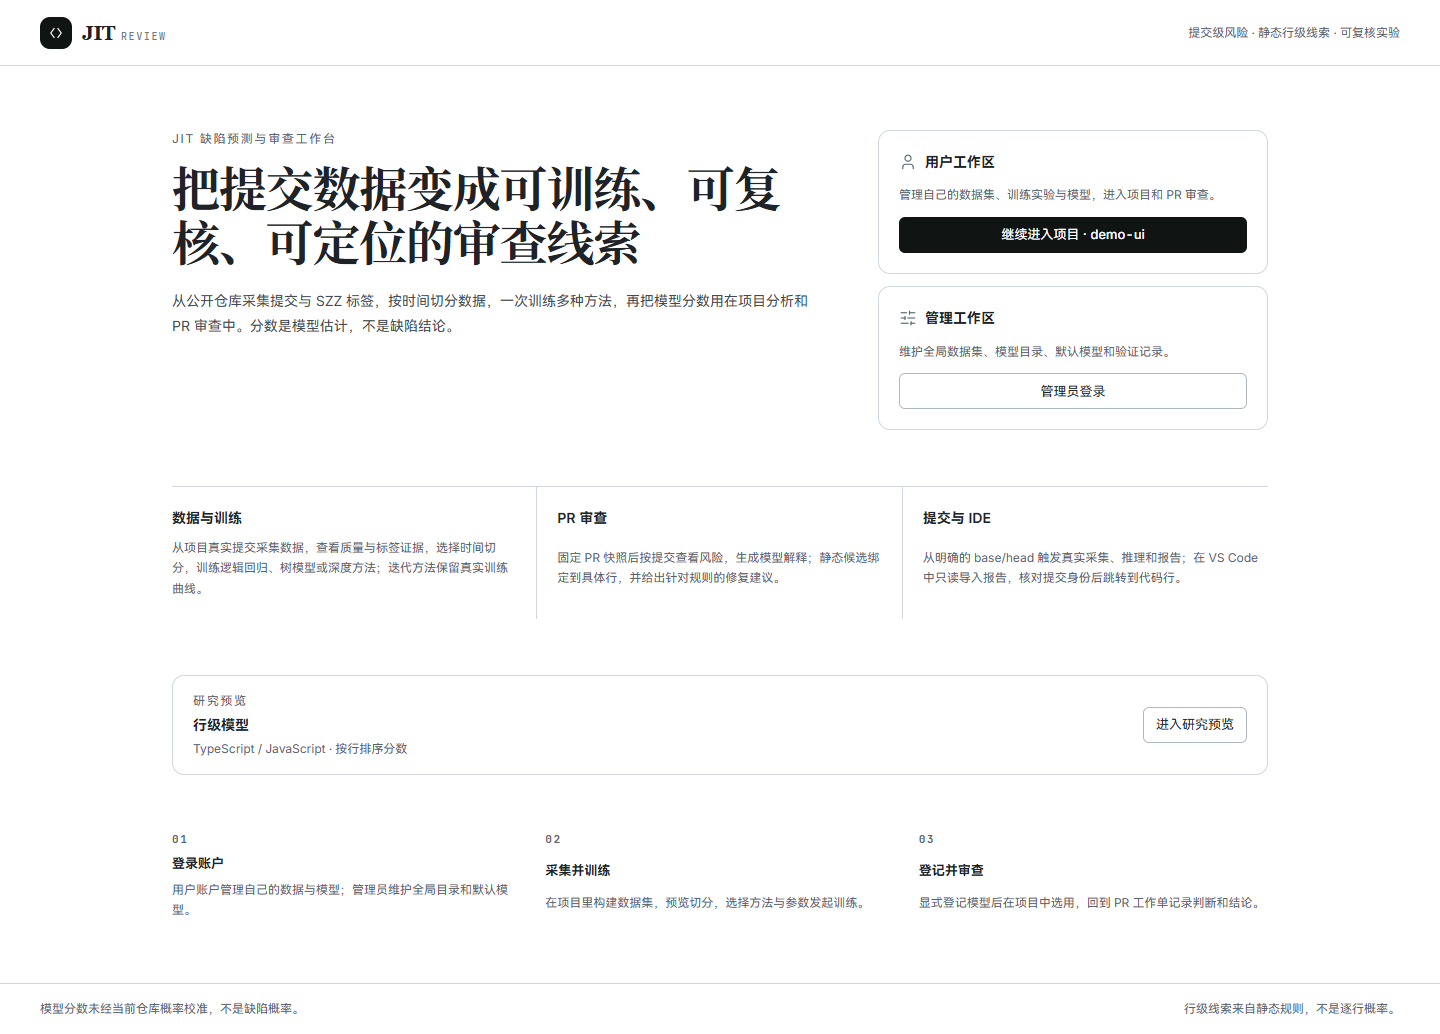 JIT REVIEW
提交级风险 · 静态行级线索 · 可复核实验
JIT 缺陷预测与审查工作台
把提交数据变成可训练、可复
核、可定位的审查线索
从公开仓库采集提交与 SZZ 标签，按时间切分数据，一次训练多种方法，再把模型分数用在项目分析和
PR 审查中。分数是模型估计，不是缺陷结论。
用户工作区
管理自己的数据集、训练实验与模型，进入项目和 PR 审查。
继续进入项目 · demo-ui
管理工作区
维护全局数据集、模型目录、默认模型和验证记录。
管理员登录
数据与训练
从项目真实提交采集数据，查看质量与标签证据，选择时间切
分，训练逻辑回归、树模型或深度方法；迭代方法保留真实训练
曲线。
PR 审查
固定 PR 快照后按提交查看风险，生成模型解释；静态候选绑
定到具体行，并给出针对规则的修复建议。
提交与 IDE
从明确的 base/head 触发真实采集、推理和报告；在 VS Code
中只读导入报告，核对提交身份后跳转到代码行。
研究预览
行级模型
TypeScript / JavaScript · 按行排序分数
进入研究预览
01
登录账户
用户账户管理自己的数据与模型；管理员维护全局目录和默认模
型。
02
采集并训练
在项目里构建数据集，预览切分，选择方法与参数发起训练。
03
登记并审查
显式登记模型后在项目中选用，回到 PR 工作单记录判断和结论。
模型分数未经当前仓库概率校准，不是缺陷概率。
行级线索来自静态规则，不是逐行概率。